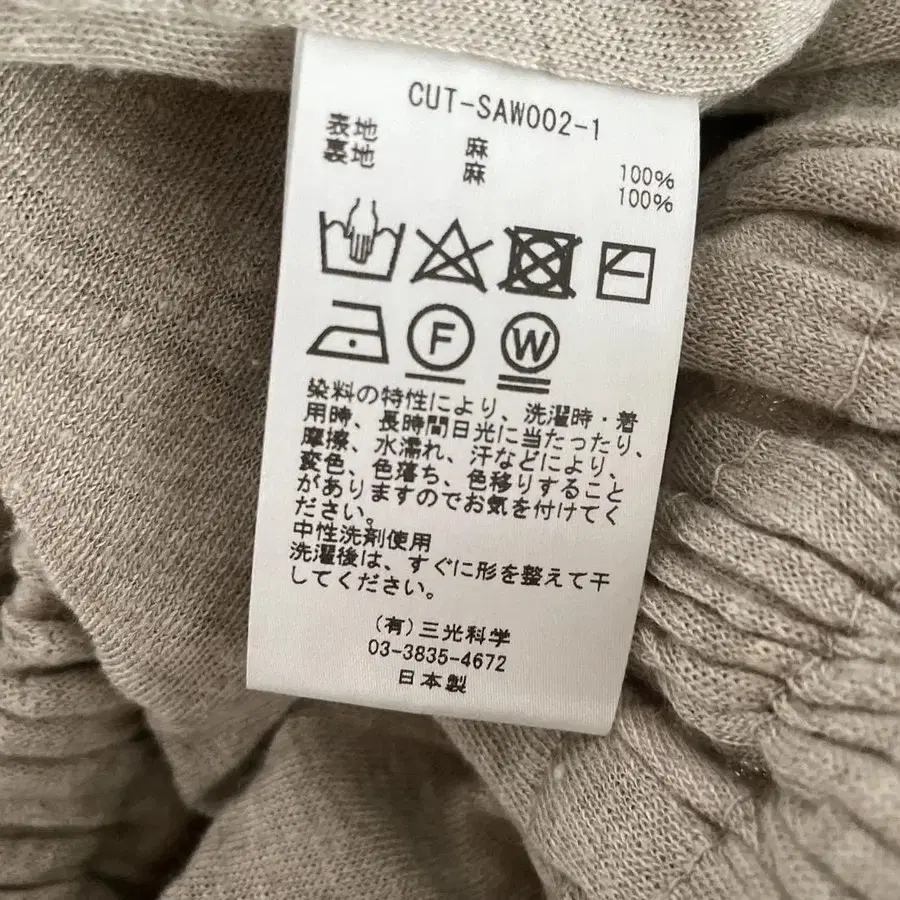 CUT-SAW002-1
表地 麻 100%
裏地 麻 100%
F W
染料の特性により、洗濯時・着
用時、長時間日光に当たったり、
摩擦、水濡れ、汗などにより、
変色、色落ち、色移りすること
がありますのでお気を付けてく
ださい。
中性洗剤使用
洗濯後は、すぐに形を整えて干
してください。
(有)三光科学
03-3835-4672
日本製